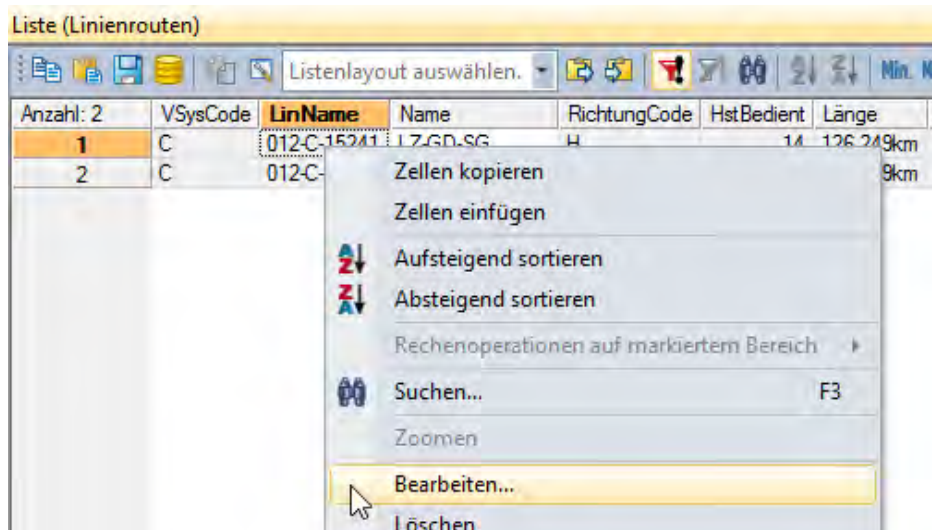 Liste (Linienrouten)
Listenlayout auswählen. Min.
Anzahl: 2 VSysCode LinName Name RichtungCode HstBedient Länge
1 C 012-C-15241 LZ-GD-SG H 14 126,249km
2 C 012-C- 9km
Zellen kopieren
Zellen einfügen
Aufsteigend sortieren
Absteigend sortieren
Rechenoperationen auf markiertem Bereich
Suchen... F3
Zoomen
Bearbeiten...
Löschen